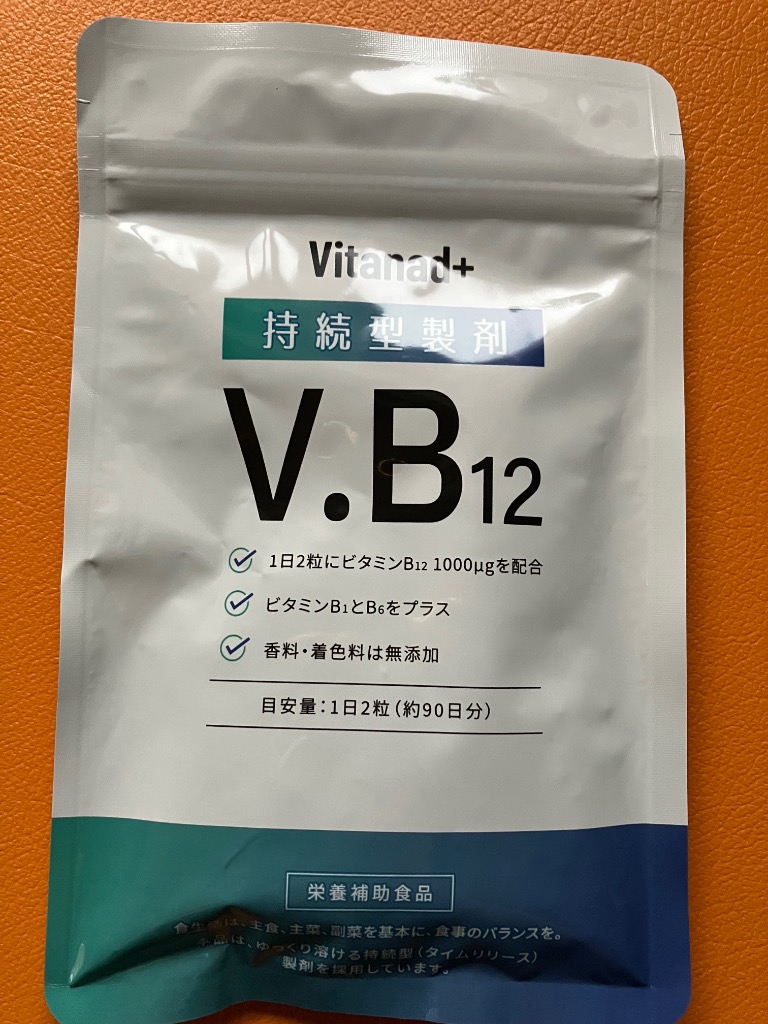 Vitanad+
持続型製剤
V.B12
1日2粒にビタミンB12 1000μgを配合
ビタミンB1とB6をプラス
香料・着色料は無添加
目安量：1日2粒（約90日分）
栄養補助食品
食生活は、主食、主菜、副菜を基本に、食事のバランスを。
本品は、ゆっくり溶ける持続型（タイムリリース）
製剤を採用しています。